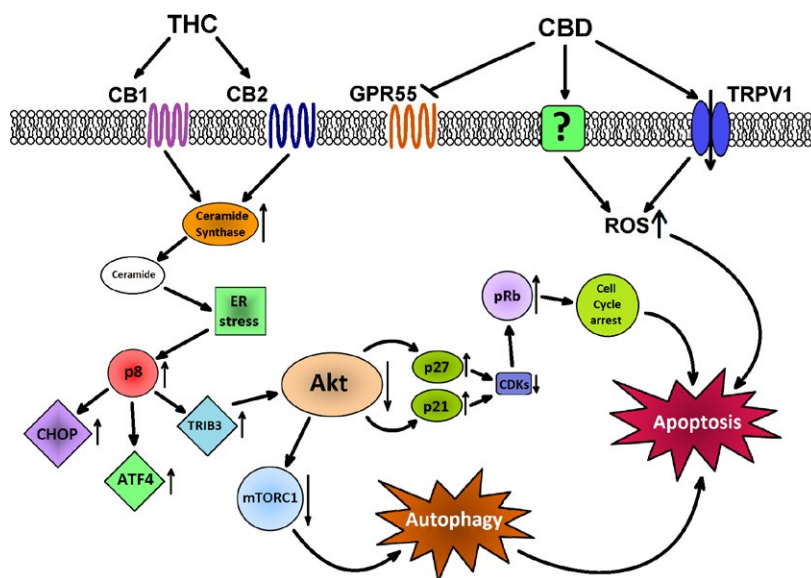 THC
CBD
CB1
CB2
GPR55
TRPV1
?
Ceramide
Synthase
ROS
Ceramide
ER
stress
pRb
Cell
Cycle
arrest
p8
Akt
p27
CDKs
p21
CHOP
TRIB3
ATF4
Apoptosis
mTORC1
Autophagy